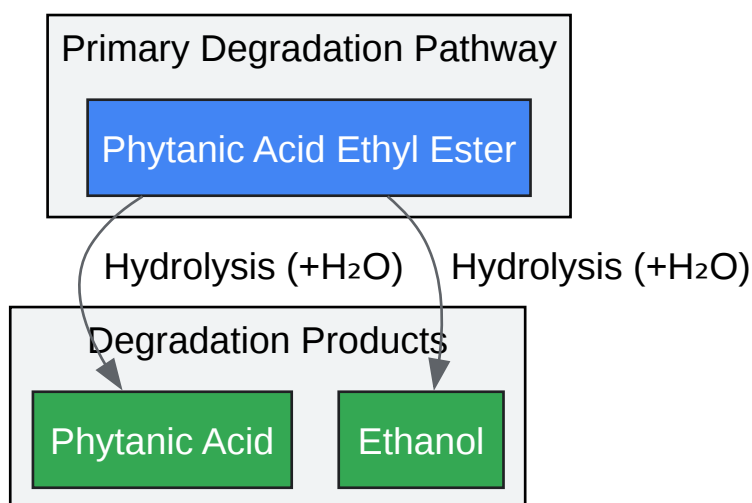 Primary Degradation Pathway
Phytanic Acid Ethyl Ester
Hydrolysis (+H₂O)
Hydrolysis (+H₂O)
Degradation Products
Phytanic Acid
Ethanol